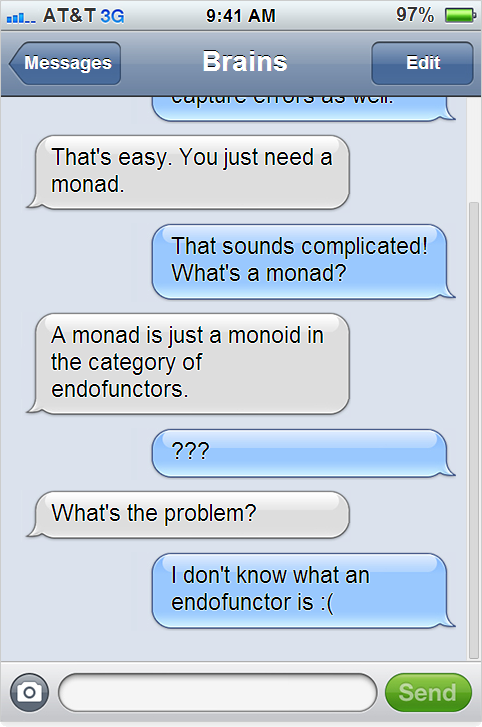 AT&T 3G 9:41 AM 97%
Messages Brains Edit
capture errors as well.
That's easy. You just need a
monad.
That sounds complicated!
What's a monad?
A monad is just a monoid in
the category of
endofunctors.
???
What's the problem?
I don't know what an
endofunctor is :(
Send